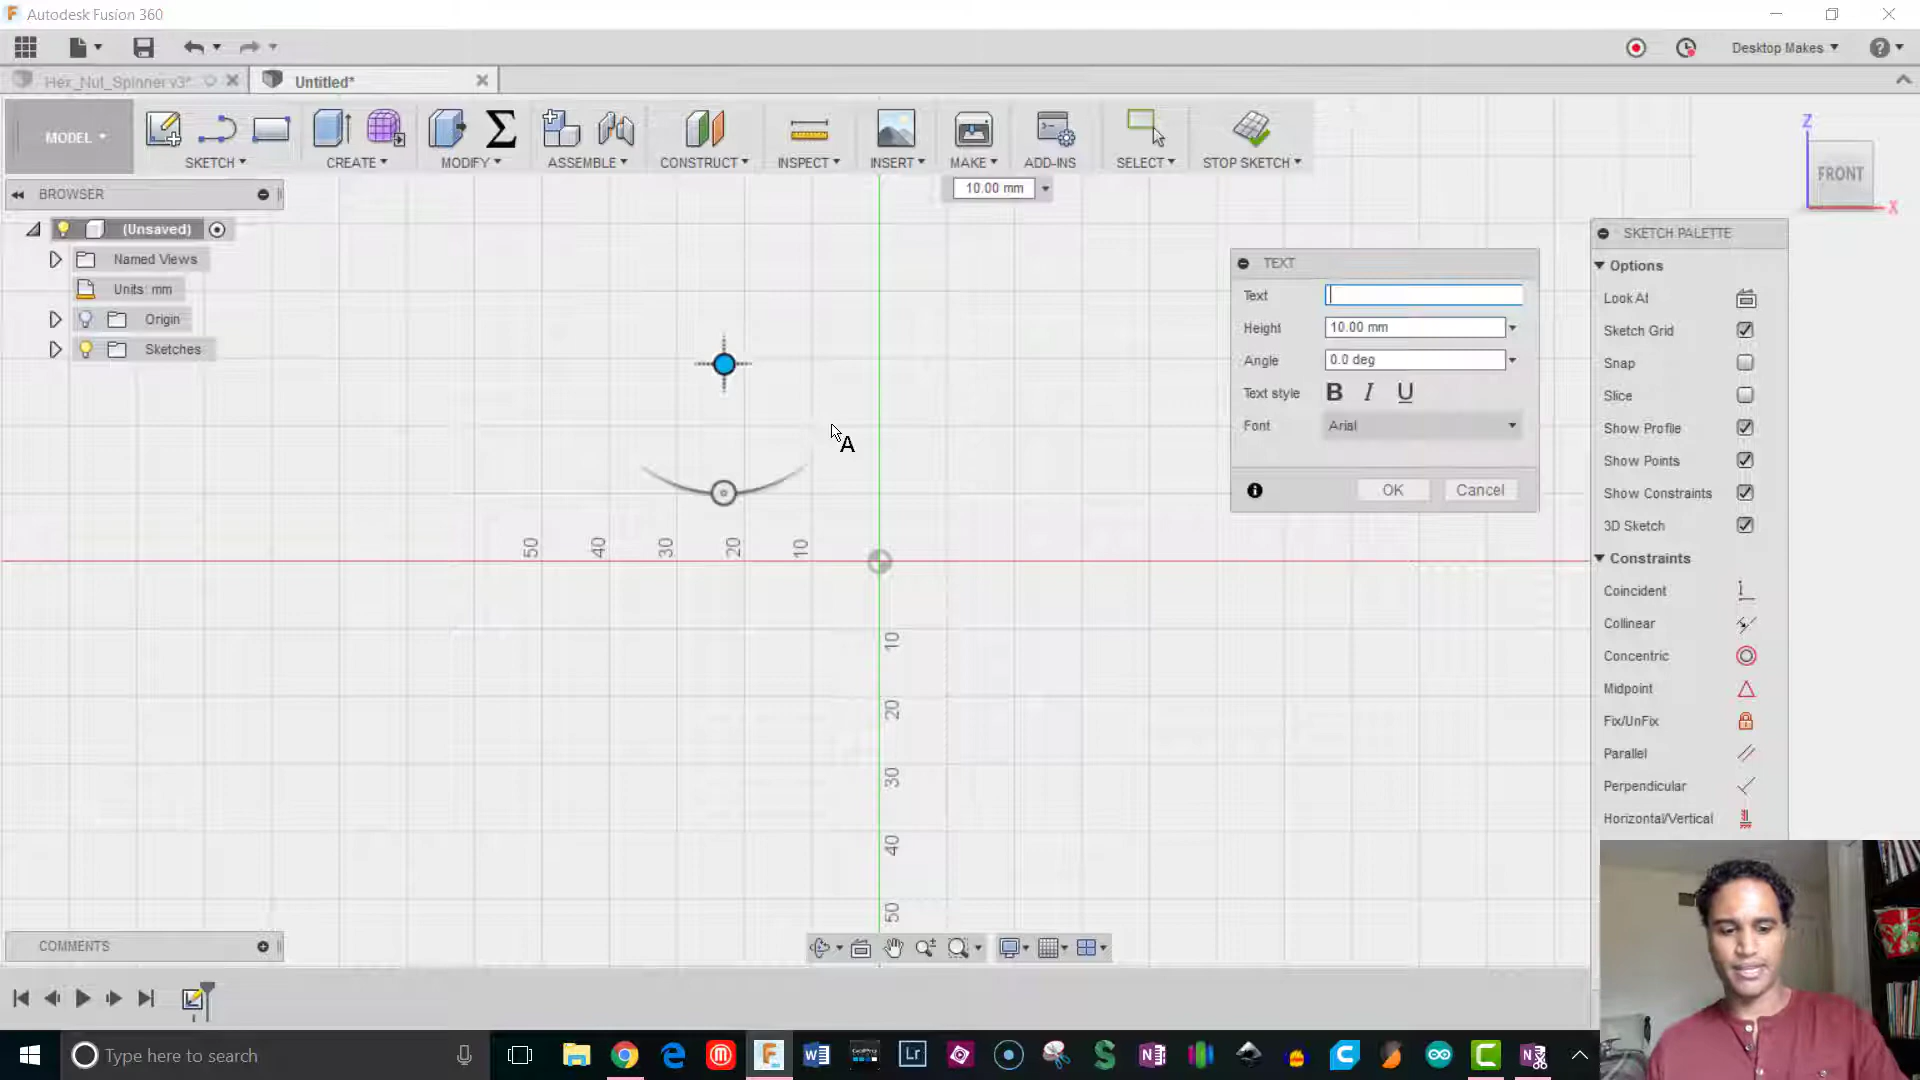 Autodesk Fusion 360
Desktop Makes
Hex_Nut_Spinner v3*
Untitled*
MODEL
SKETCH
CREATE
MODIFY
ASSEMBLE
CONSTRUCT
INSPECT
INSERT
MAKE
ADD-INS
SELECT
STOP SKETCH
10.00 mm
Z
FRONT
X
BROWSER
(Unsaved)
Named Views
Units: mm
Origin
Sketches
TEXT
Text
Height 10.00 mm
Angle 0.0 deg
Text style B I U
Font Arial
OK Cancel
SKETCH PALETTE
Options
Look At
Sketch Grid
Snap
Slice
Show Profile
Show Points
Show Constraints
3D Sketch
Constraints
Coincident
Collinear
Concentric
Midpoint
Fix/UnFix
Parallel
Perpendicular
Horizontal/Vertical
A
50 40 30 20 10
10
20
30
40
50
COMMENTS
Type here to search
Lr